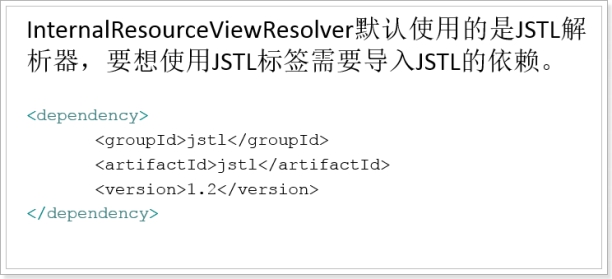 InternalResourceViewResolver默认使用的是JSTL解
析器，要想使用JSTL标签需要导入JSTL的依赖。
<dependency>
<groupId>jstl</groupId>
<artifactId>jstl</artifactId>
<version>1.2</version>
</dependency>